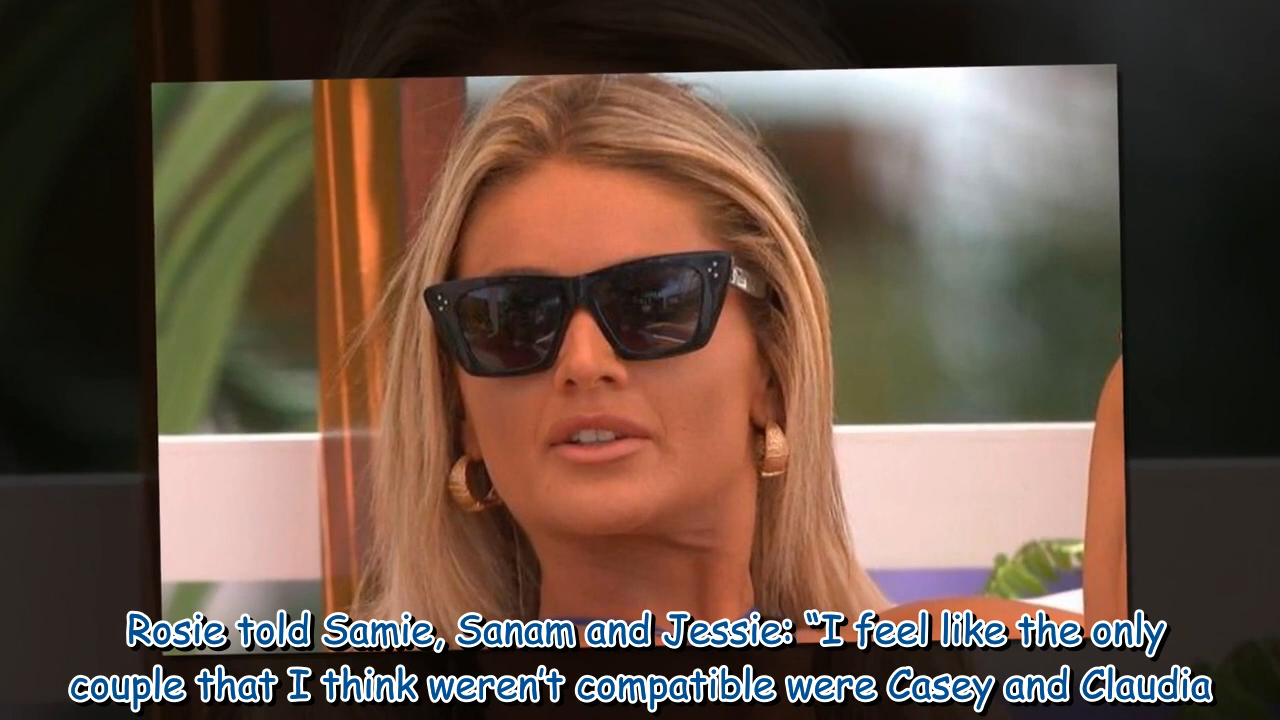 Rosie told Samie, Sanam and Jessie: “I feel like the only
couple that I think weren’t compatible were Casey and Claudia